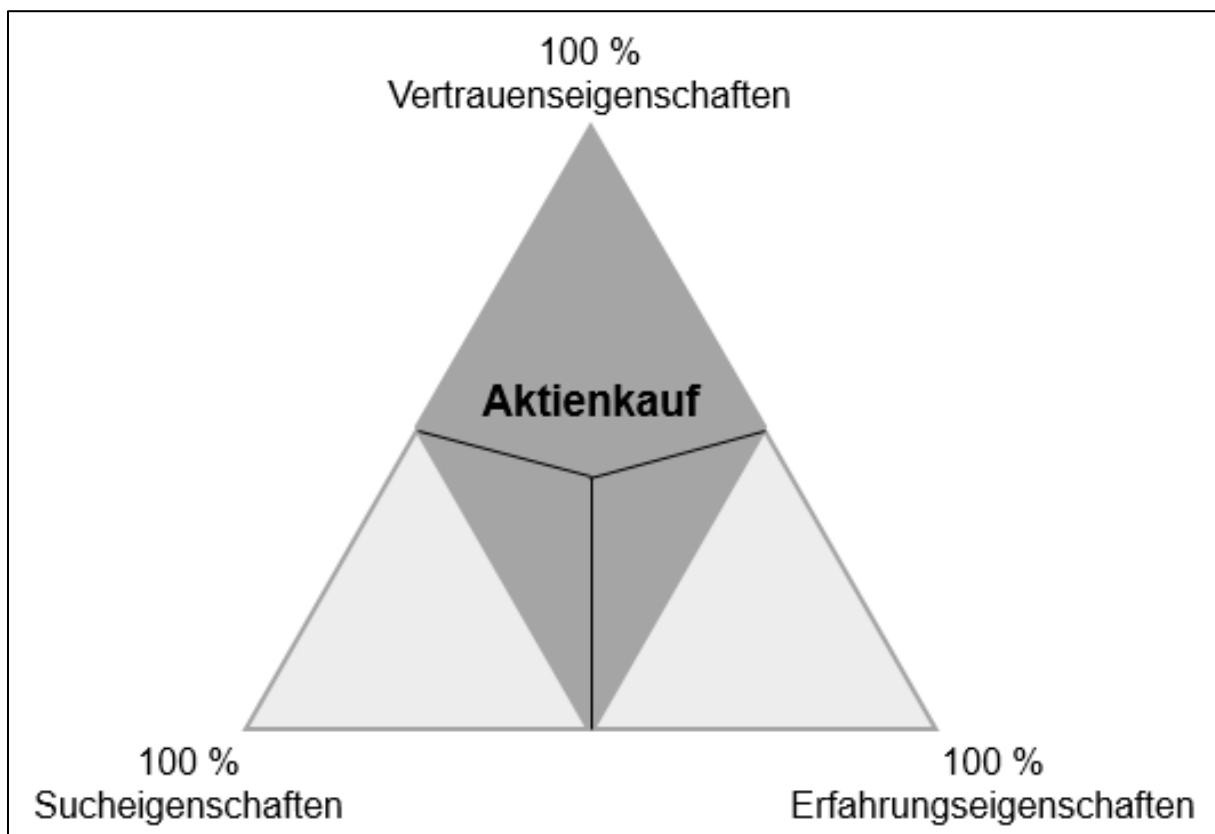 100 %
Vertrauenseigenschaften
Aktienkauf
100 %
Sucheigenschaften
100 %
Erfahrungseigenschaften